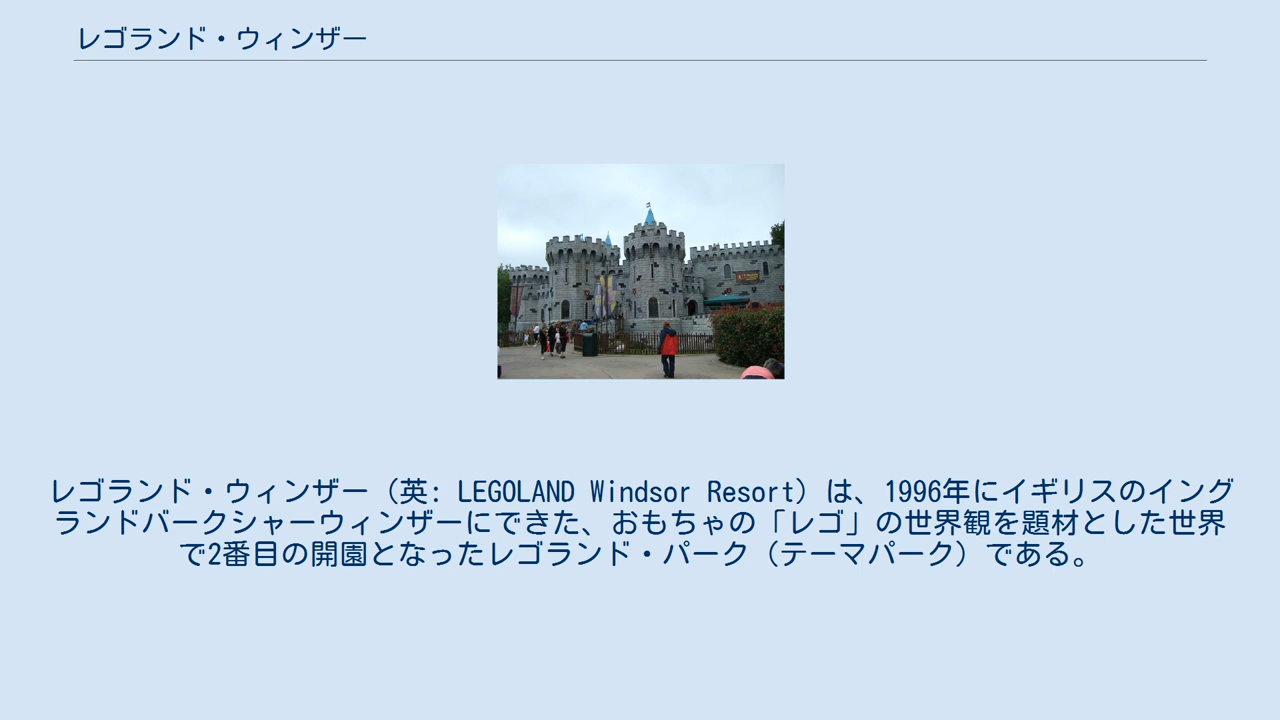 レゴランド・ウィンザー
レゴランド・ウィンザー（英: LEGOLAND Windsor Resort）は、1996年にイギリスのイング
ランドバークシャーウィンザーにできた、おもちゃの「レゴ」の世界観を題材とした世界
で2番目の開園となったレゴランド・パーク（テーマパーク）である。